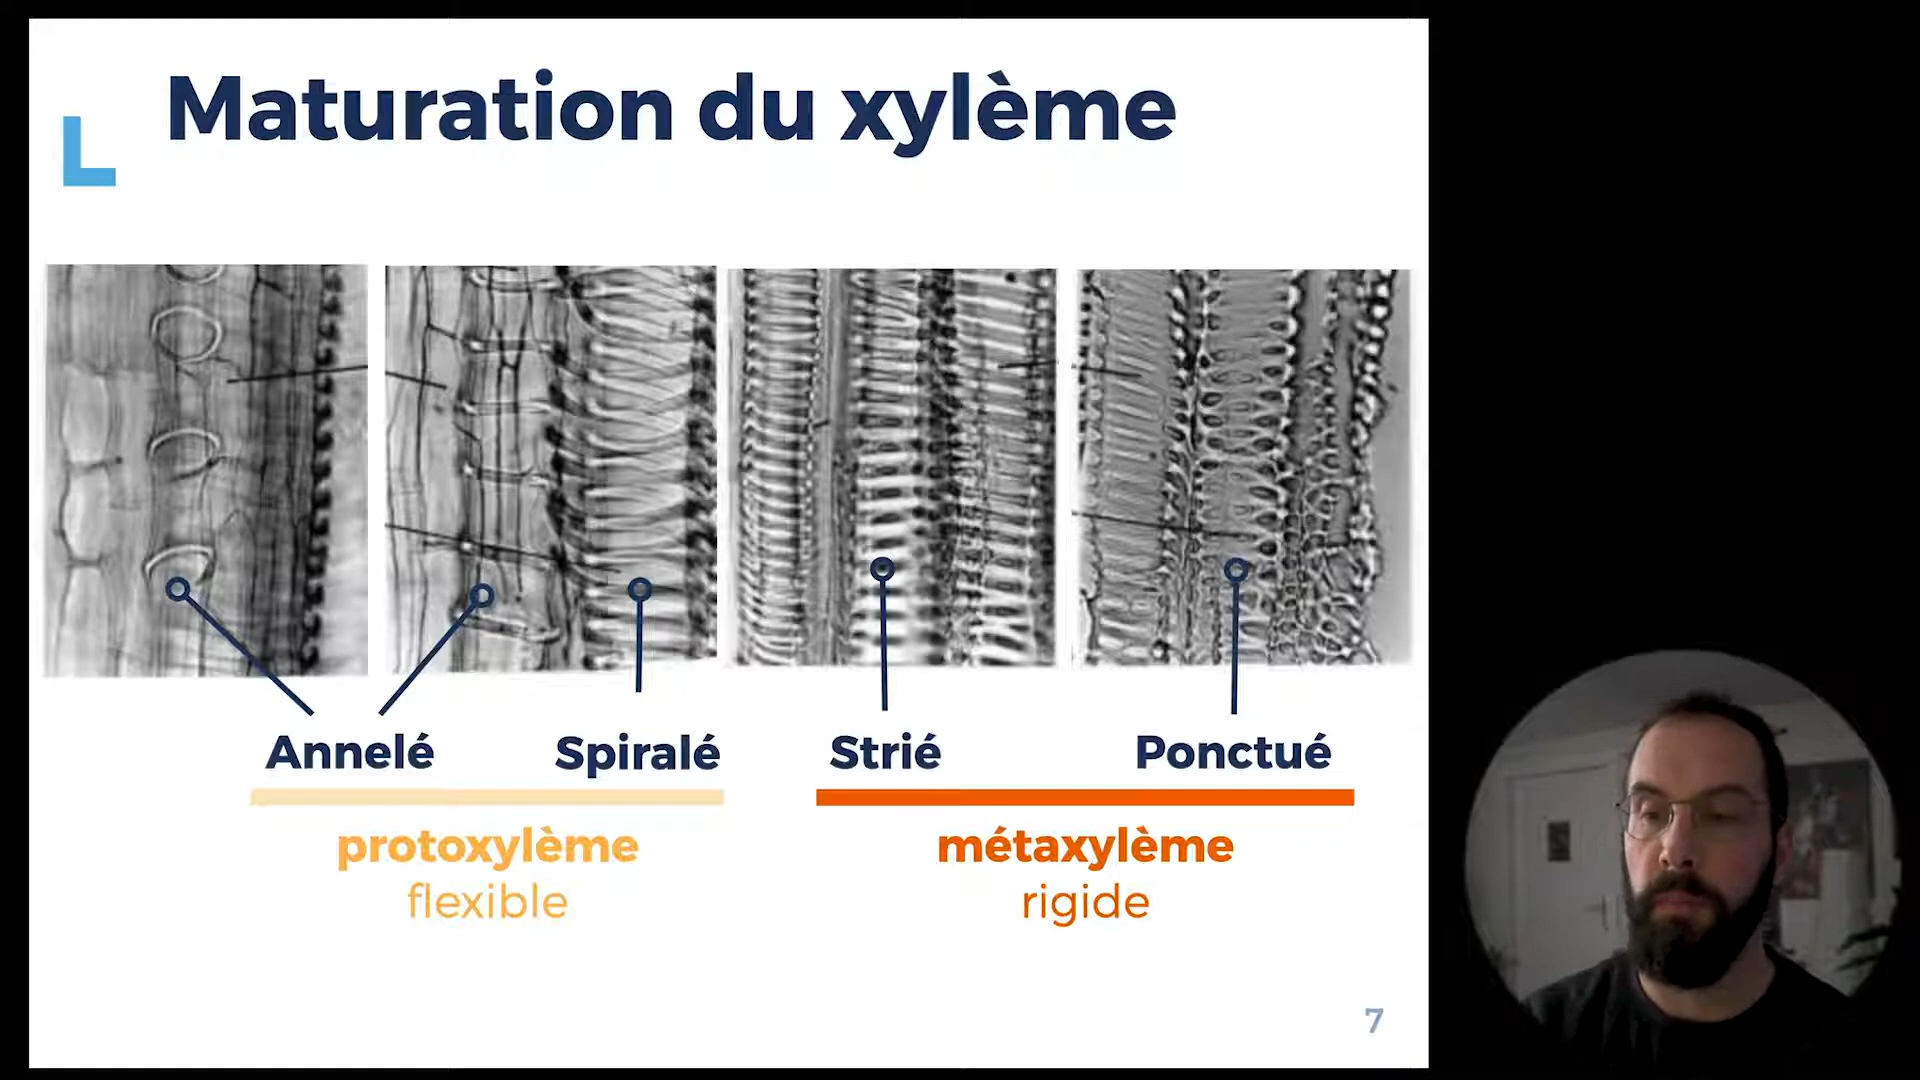 Maturation du xylème
Annelé
Spiralé
Strié
Ponctué
protoxylème
flexible
métaxylème
rigide
7